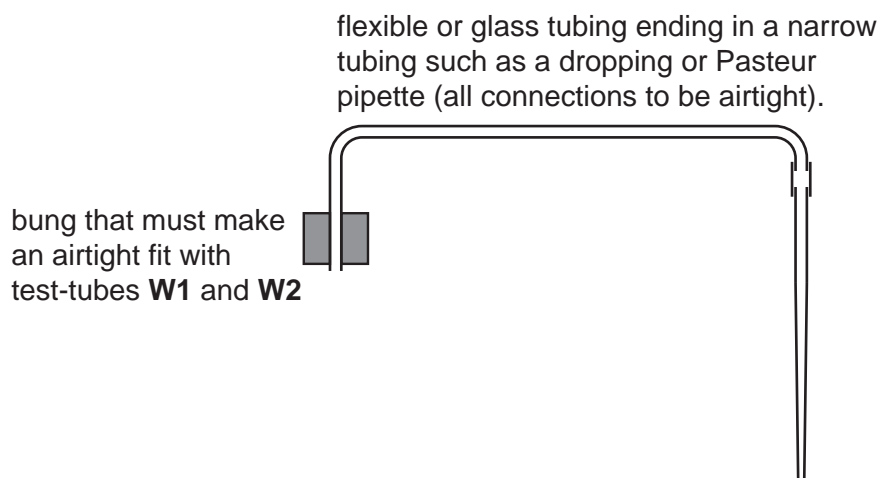 flexible or glass tubing ending in a narrow
tubing such as a dropping or Pasteur
pipette (all connections to be airtight).
bung that must make
an airtight fit with
test-tubes W1 and W2